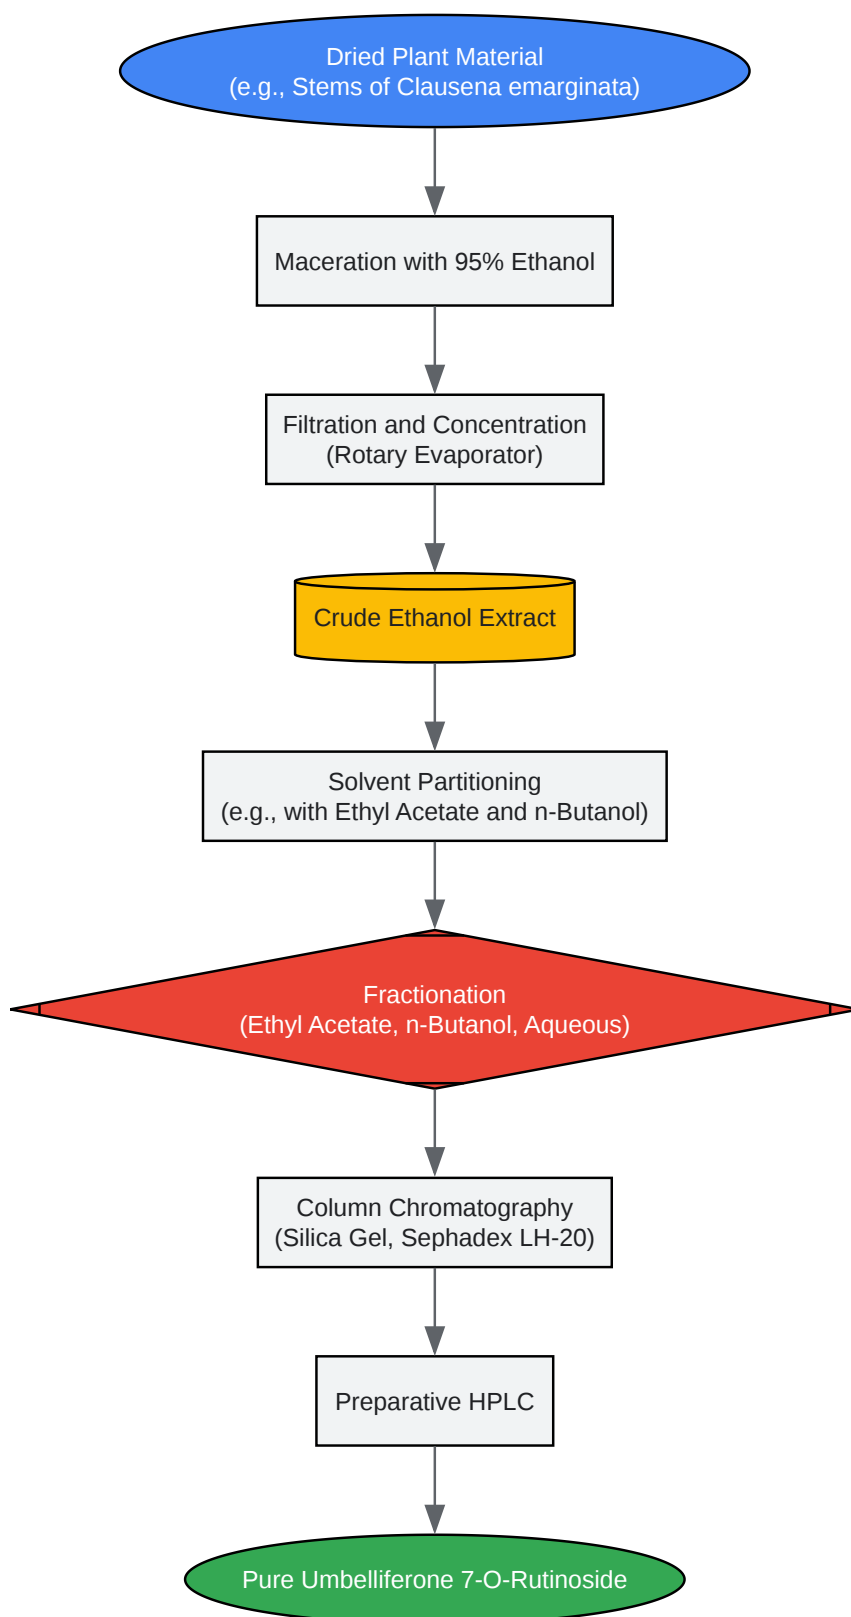 Dried Plant Material
(e.g., Stems of Clausena emarginata)
Maceration with 95% Ethanol
Filtration and Concentration
(Rotary Evaporator)
Crude Ethanol Extract
Solvent Partitioning
(e.g., with Ethyl Acetate and n-Butanol)
Fractionation
(Ethyl Acetate, n-Butanol, Aqueous)
Column Chromatography
(Silica Gel, Sephadex LH-20)
Preparative HPLC
Pure Umbelliferone 7-O-Rutinoside